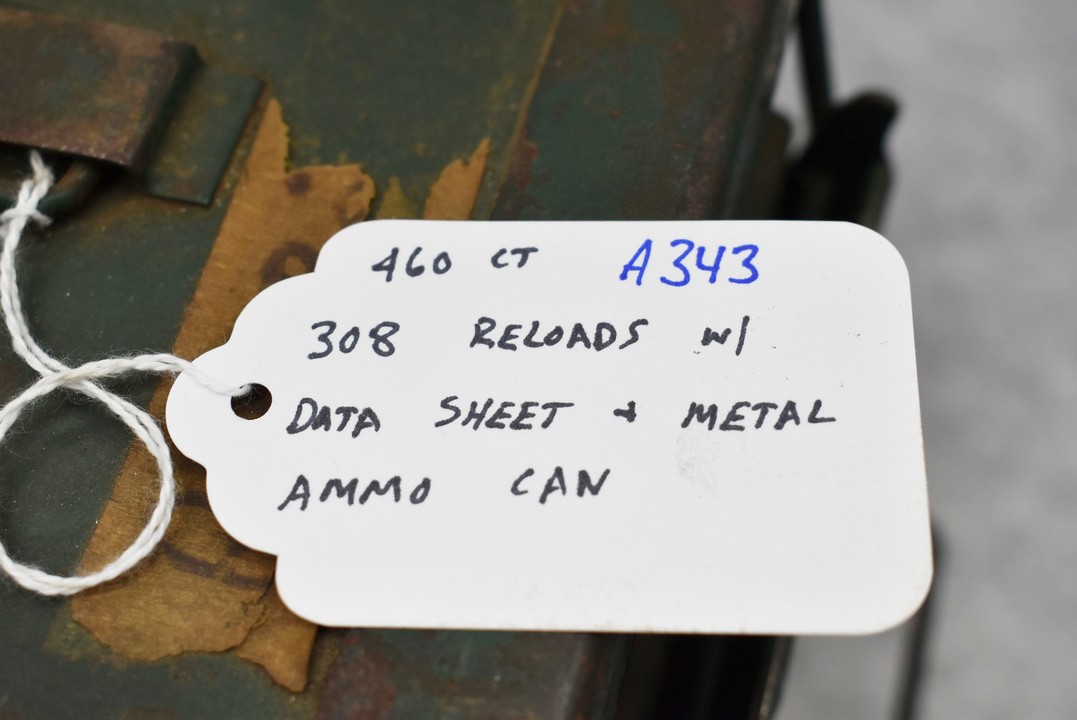 460 CT A343
308 RELOADS w/
DATA SHEET + METAL
AMMO CAN